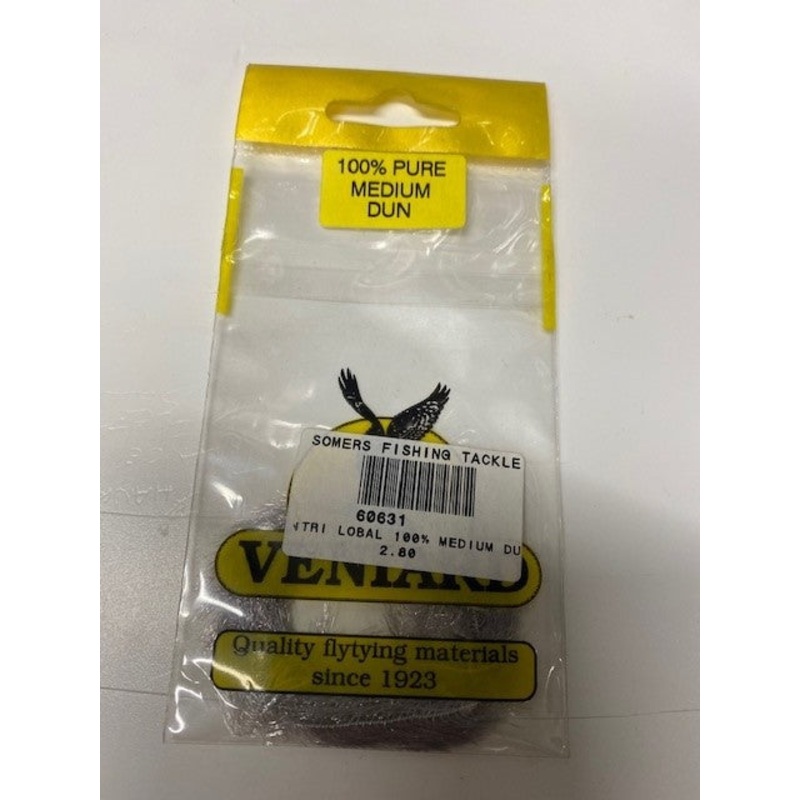 100% PURE
MEDIUM
DUN
SOMERS FISHING TACKLE
60631
TRI LOBAL 100% MEDIUM DU
2.80
VENIARD
Quality flytying materials
since 1923